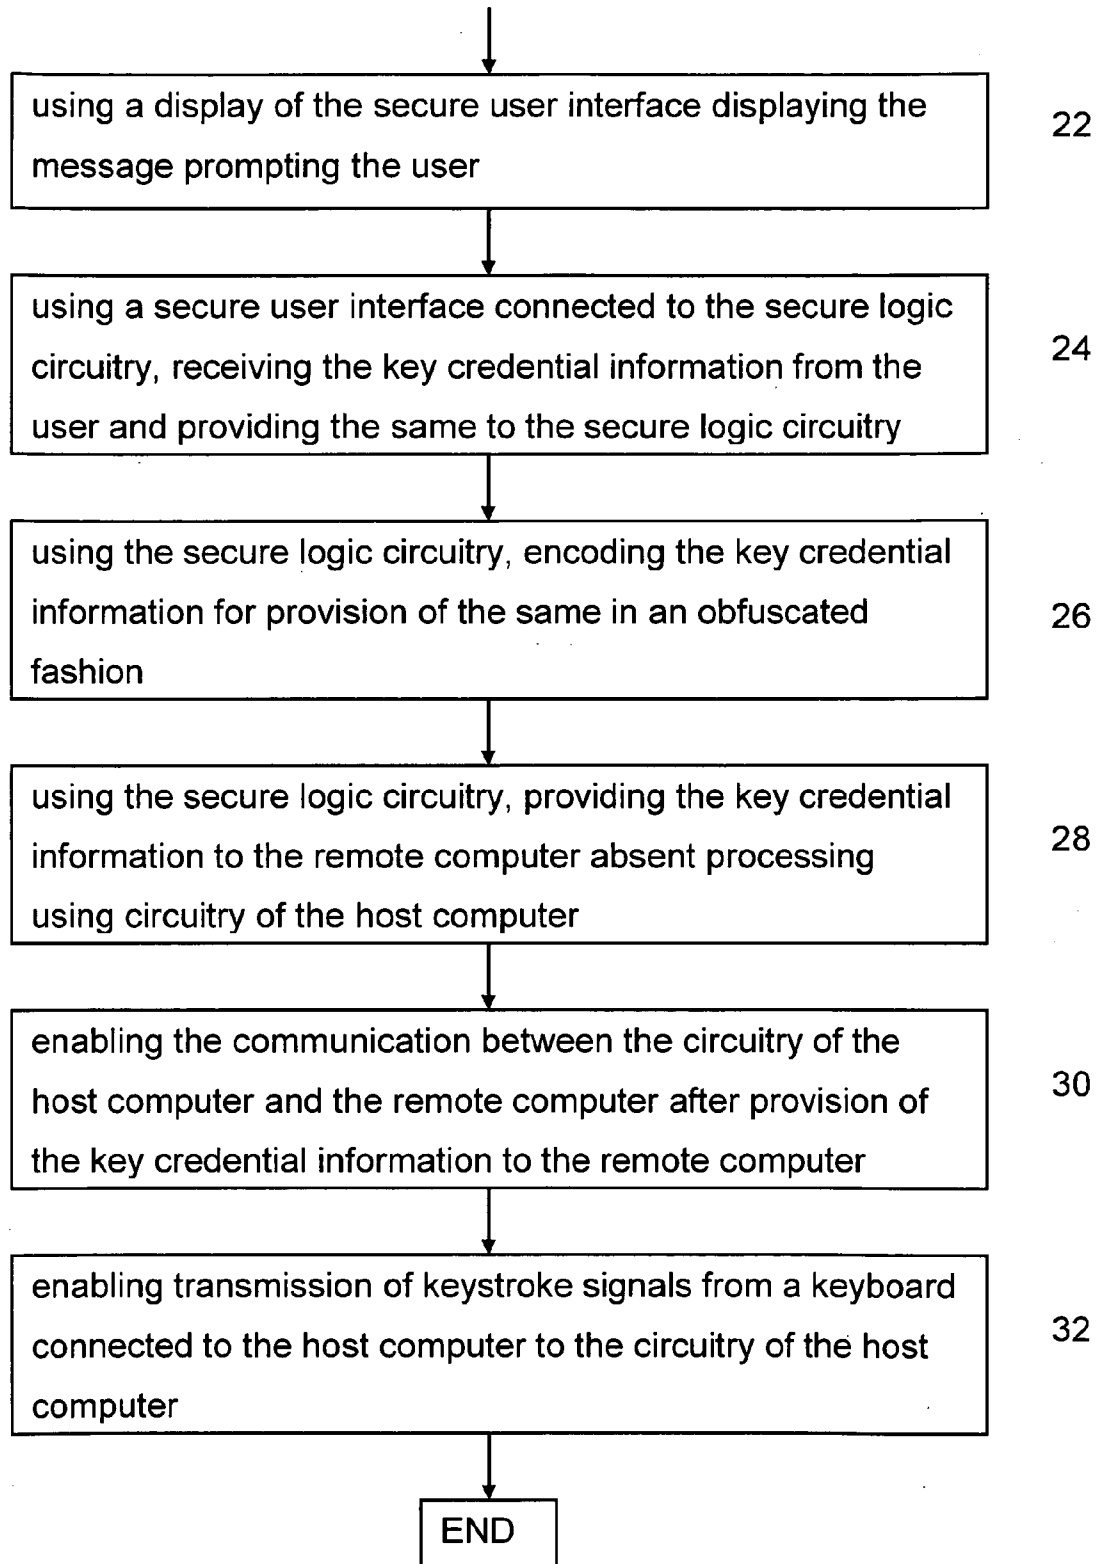 using a display of the secure user interface displaying the
message prompting the user
22
using a secure user interface connected to the secure logic
circuitry, receiving the key credential information from the
user and providing the same to the secure logic circuitry
24
using the secure logic circuitry, encoding the key credential
information for provision of the same in an obfuscated
fashion
26
using the secure logic circuitry, providing the key credential
information to the remote computer absent processing
using circuitry of the host computer
28
enabling the communication between the circuitry of the
host computer and the remote computer after provision of
the key credential information to the remote computer
30
enabling transmission of keystroke signals from a keyboard
connected to the host computer to the circuitry of the host
computer
32
END